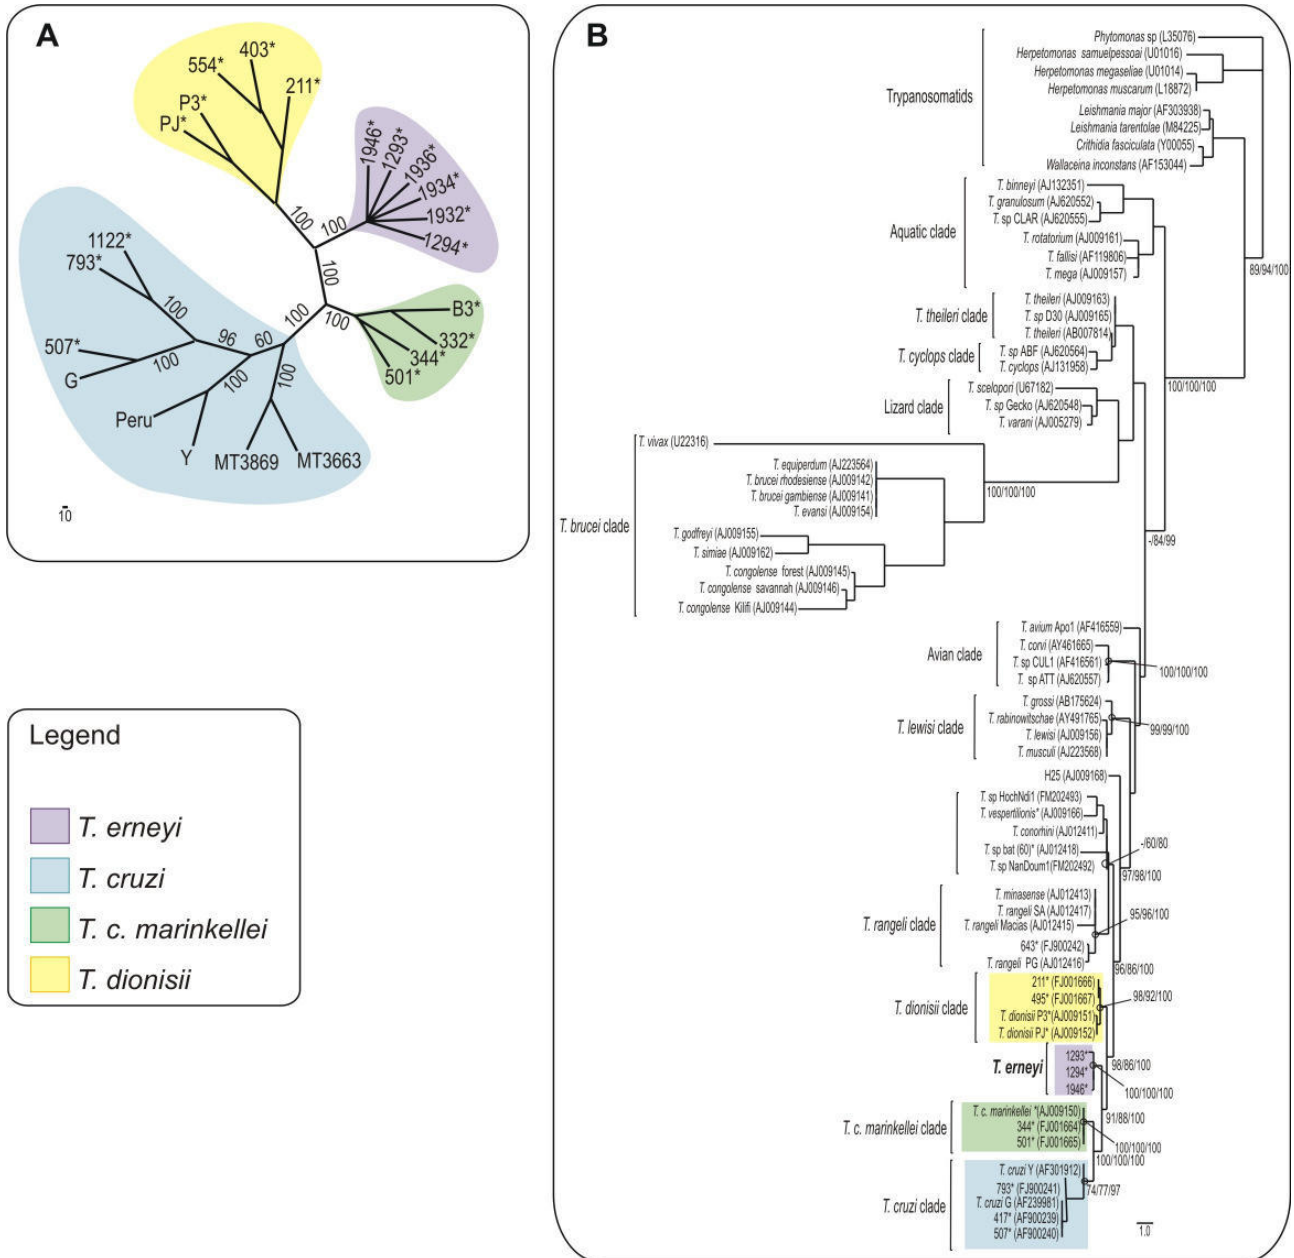 A
403*
554*
211*
P3*
PJ*
1946*
1293*
1936*
1934*
1932*
1294*
100
100
100
1122*
793*
100
100
B3*
100
332*
344*
501*
96
60
507*
G
100
100
100
Peru
Y
MT3869
MT3663
10
Legend
T. erneyi
T. cruzi
T. c. marinkellei
T. dionisii
B
Trypanosomatids
Phytomonas sp (L35076)
Herpetomonas samuelpessoai (U01016)
Herpetomonas megaseliae (U01014)
Herpetomonas muscarum (L18872)
Leishmania major (AF303938)
Leishmania tarentolae (M84225)
Crithidia fasciculata (Y00055)
Wallaceina inconstans (AF153044)
Aquatic clade
T. binneyi (AJ132351)
T. granulosum (AJ620552)
T. sp CLAR (AJ620555)
T. rotatorium (AJ009161)
T. fallisi (AF119806)
T. mega (AJ009157)
89/94/100
T. theileri clade
T. theileri (AJ009163)
T. sp D30 (AJ009165)
T. theileri (AB007814)
T. cyclops clade
T. sp ABF (AJ620564)
T. cyclops (AJ131958)
100/100/100
Lizard clade
T. scelopori (U67182)
T. sp Gecko (AJ620548)
T. varani (AJ005279)
T. brucei clade
T. vivax (U22316)
T. equiperdum (AJ223564)
T. brucei rhodesiense (AJ009142)
T. brucei gambiense (AJ009141)
T. evansi (AJ009154)
100/100/100
T. godfreyi (AJ009155)
T. simiae (AJ009162)
T. congolense forest (AJ009145)
T. congolense savannah (AJ009146)
T. congolense Kilifi (AJ009144)
-/84/99
Avian clade
T. avium Apo1 (AF416559)
T. corvi (AY461665)
T. sp CUL1 (AF416561)
T. sp ATT (AJ620557)
100/100/100
T. lewisi clade
T. grossi (AB175624)
T. rabinowitschae (AY491765)
T. lewisi (AJ009156)
T. musculi (AJ223568)
99/99/100
H25 (AJ009168)
T. sp HochNdi1 (FM202493)
T. vespertilionis* (AJ009166)
T. conorhini (AJ012411)
T. sp bat (60)* (AJ012418)
T. sp NanDoum1(FM202492)
-/60/80
97/98/100
T. rangeli clade
T. minasense (AJ012413)
T. rangeli SA (AJ012417)
T. rangeli Macias (AJ012415)
643* (FJ900242)
T. rangeli PG (AJ012416)
95/96/100
96/86/100
T. dionisii clade
211* (FJ001666)
495* (FJ001667)
T. dionisii P3*(AJ009151)
T. dionisii PJ* (AJ009152)
98/92/100
T. erneyi
1293*
1294*
1946*
98/86/100
100/100/100
T. c. marinkellei clade
T. c. marinkellei *(AJ009150)
344* (FJ001664)
501* (FJ001665)
91/88/100
100/100/100
100/100/100
T. cruzi clade
T. cruzi Y (AF301912)
793* (FJ900241)
T. cruzi G (AF239981)
417* (AF900239)
507* (AF900240)
74/77/97
1.0